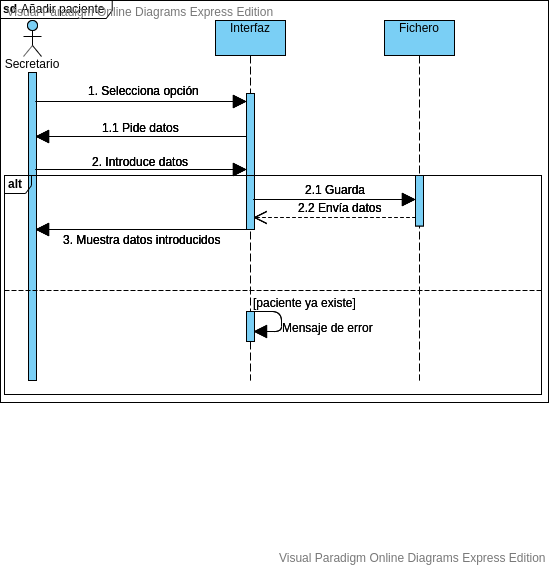 Visual Paradigm Online Diagrams Express Edition
sd Añadir paciente
Interfaz
Fichero
Secretario
1. Selecciona opción
1.1 Pide datos
2. Introduce datos
alt
2.1 Guarda
2.2 Envía datos
3. Muestra datos introducidos
[paciente ya existe]
Mensaje de error
Visual Paradigm Online Diagrams Express Edition